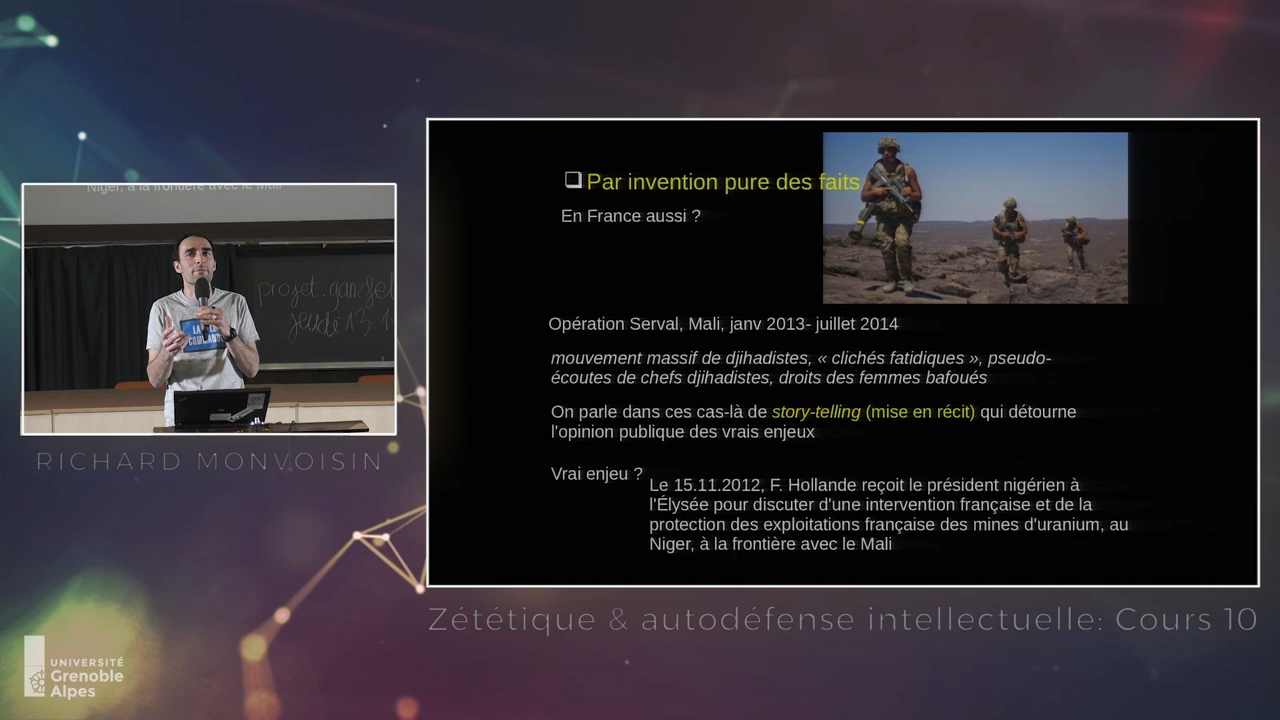 Niger, à la frontière avec le Mali
projet.ganzfel
jeudi 13-1
RICHARD MONVOISIN
UNIVERSITÉ
Grenoble
Alpes
Par invention pure des faits
En France aussi ?
Opération Serval, Mali, janv 2013- juillet 2014
mouvement massif de djihadistes, « clichés fatidiques », pseudo-
écoutes de chefs djihadistes, droits des femmes bafoués
On parle dans ces cas-là de story-telling (mise en récit) qui détourne
l'opinion publique des vrais enjeux
Vrai enjeu ?
Le 15.11.2012, F. Hollande reçoit le président nigérien à
l'Élysée pour discuter d'une intervention française et de la
protection des exploitations française des mines d'uranium, au
Niger, à la frontière avec le Mali
Zététique & autodéfense intellectuelle: Cours 10